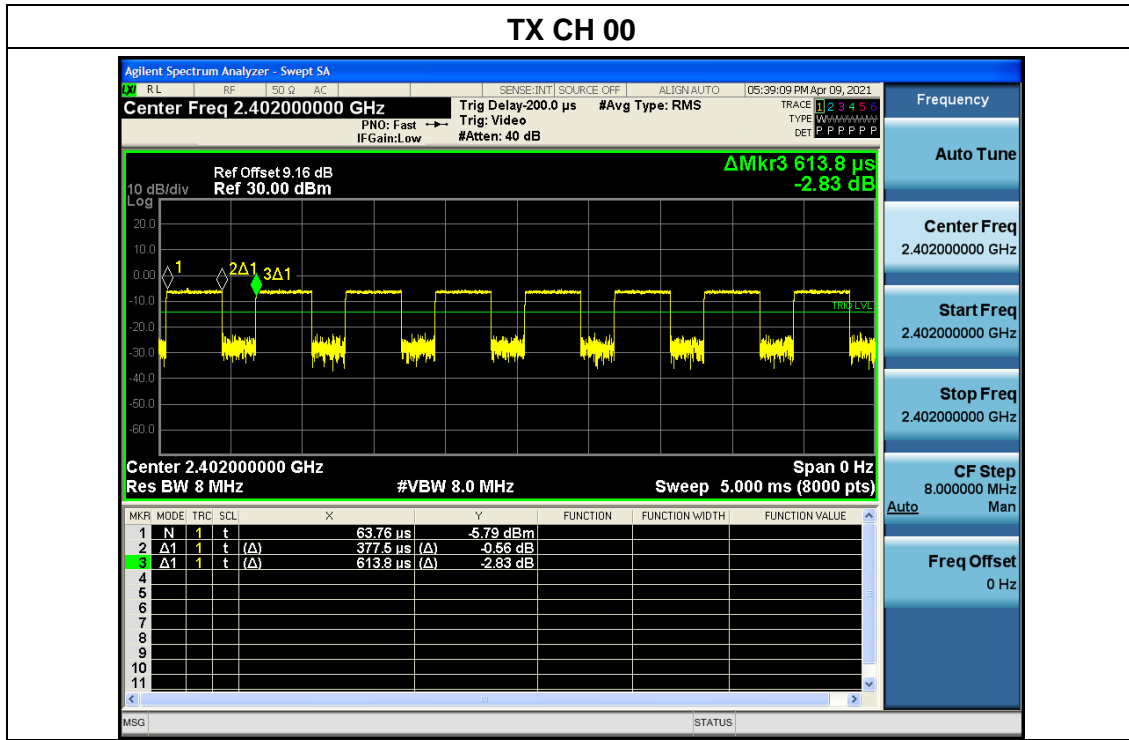 TX CH 00
Agilent Spectrum Analyzer - Swept SA
LXI RL RF 50 Ω AC SENSE:INT SOURCE OFF ALIGN AUTO 05:39:09 PM Apr 09, 2021
Center Freq 2.402000000 GHz Trig Delay-200.0 µs #Avg Type: RMS TRACE 1 2 3 4 5 6
PNO: Fast Trig: Video TYPE WWWWWW
IFGain:Low #Atten: 40 dB DET P P P P P P
ΔMkr3 613.8 µs
-2.83 dB
Ref Offset 9.16 dB
10 dB/div Ref 30.00 dBm
Log
20.0
10.0
0.00
-10.0
-20.0
-30.0
-40.0
-50.0
-60.0
1 2Δ1 3Δ1
TRIG LVL
Center 2.402000000 GHz Span 0 Hz
Res BW 8 MHz #VBW 8.0 MHz Sweep 5.000 ms (8000 pts)
MKR MODE TRC SCL X Y FUNCTION FUNCTION WIDTH FUNCTION VALUE
1 N 1 t 63.76 µs -5.79 dBm
2 Δ1 1 t (Δ) 377.5 µs (Δ) -0.56 dB
3 Δ1 1 t (Δ) 613.8 µs (Δ) -2.83 dB
4
5
6
7
8
9
10
11
MSG STATUS
Frequency
Auto Tune
Center Freq
2.402000000 GHz
Start Freq
2.402000000 GHz
Stop Freq
2.402000000 GHz
CF Step
8.000000 MHz
Auto Man
Freq Offset
0 Hz